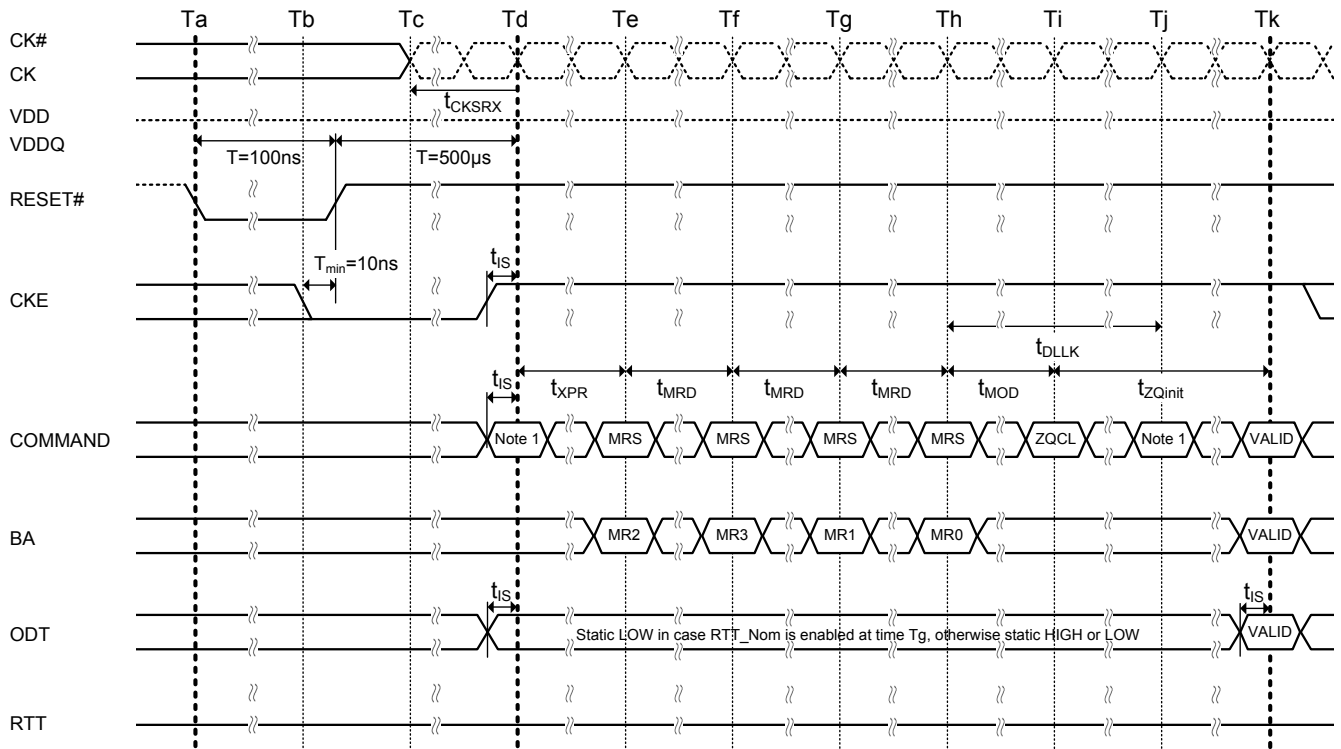 Ta Tb Tc Td Te Tf Tg Th Ti Tj Tk
CK#
CK
tCKSRX
VDD
VDDQ
T=100ns T=500µs
RESET#
Tmin=10ns tIS
CKE
tDLLK
tIS tXPR tMRD tMRD tMRD tMOD tZQinit
COMMAND Note 1 MRS MRS MRS MRS ZQCL Note 1 VALID
BA MR2 MR3 MR1 MR0 VALID
tIS tIS
ODT Static LOW in case RTT_Nom is enabled at time Tg, otherwise static HIGH or LOW VALID
RTT